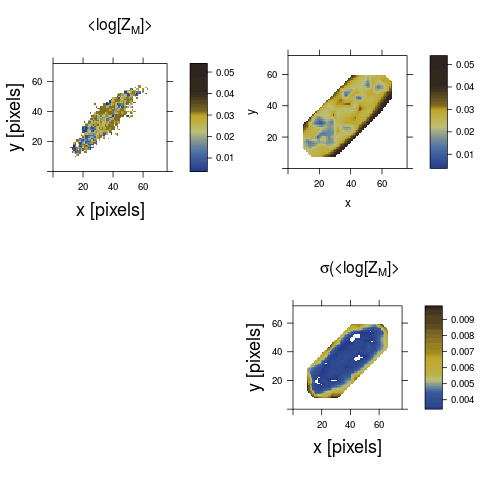 <log[Z_M]>
60
40
20
20 40 60
y [pixels]
x [pixels]
0.05
0.04
0.03
0.02
0.01
60
40
20
20 40 60
y
x
0.05
0.04
0.03
0.02
0.01
σ(<log[Z_M]>
60
40
20
20 40 60
y [pixels]
x [pixels]
0.009
0.008
0.007
0.006
0.005
0.004